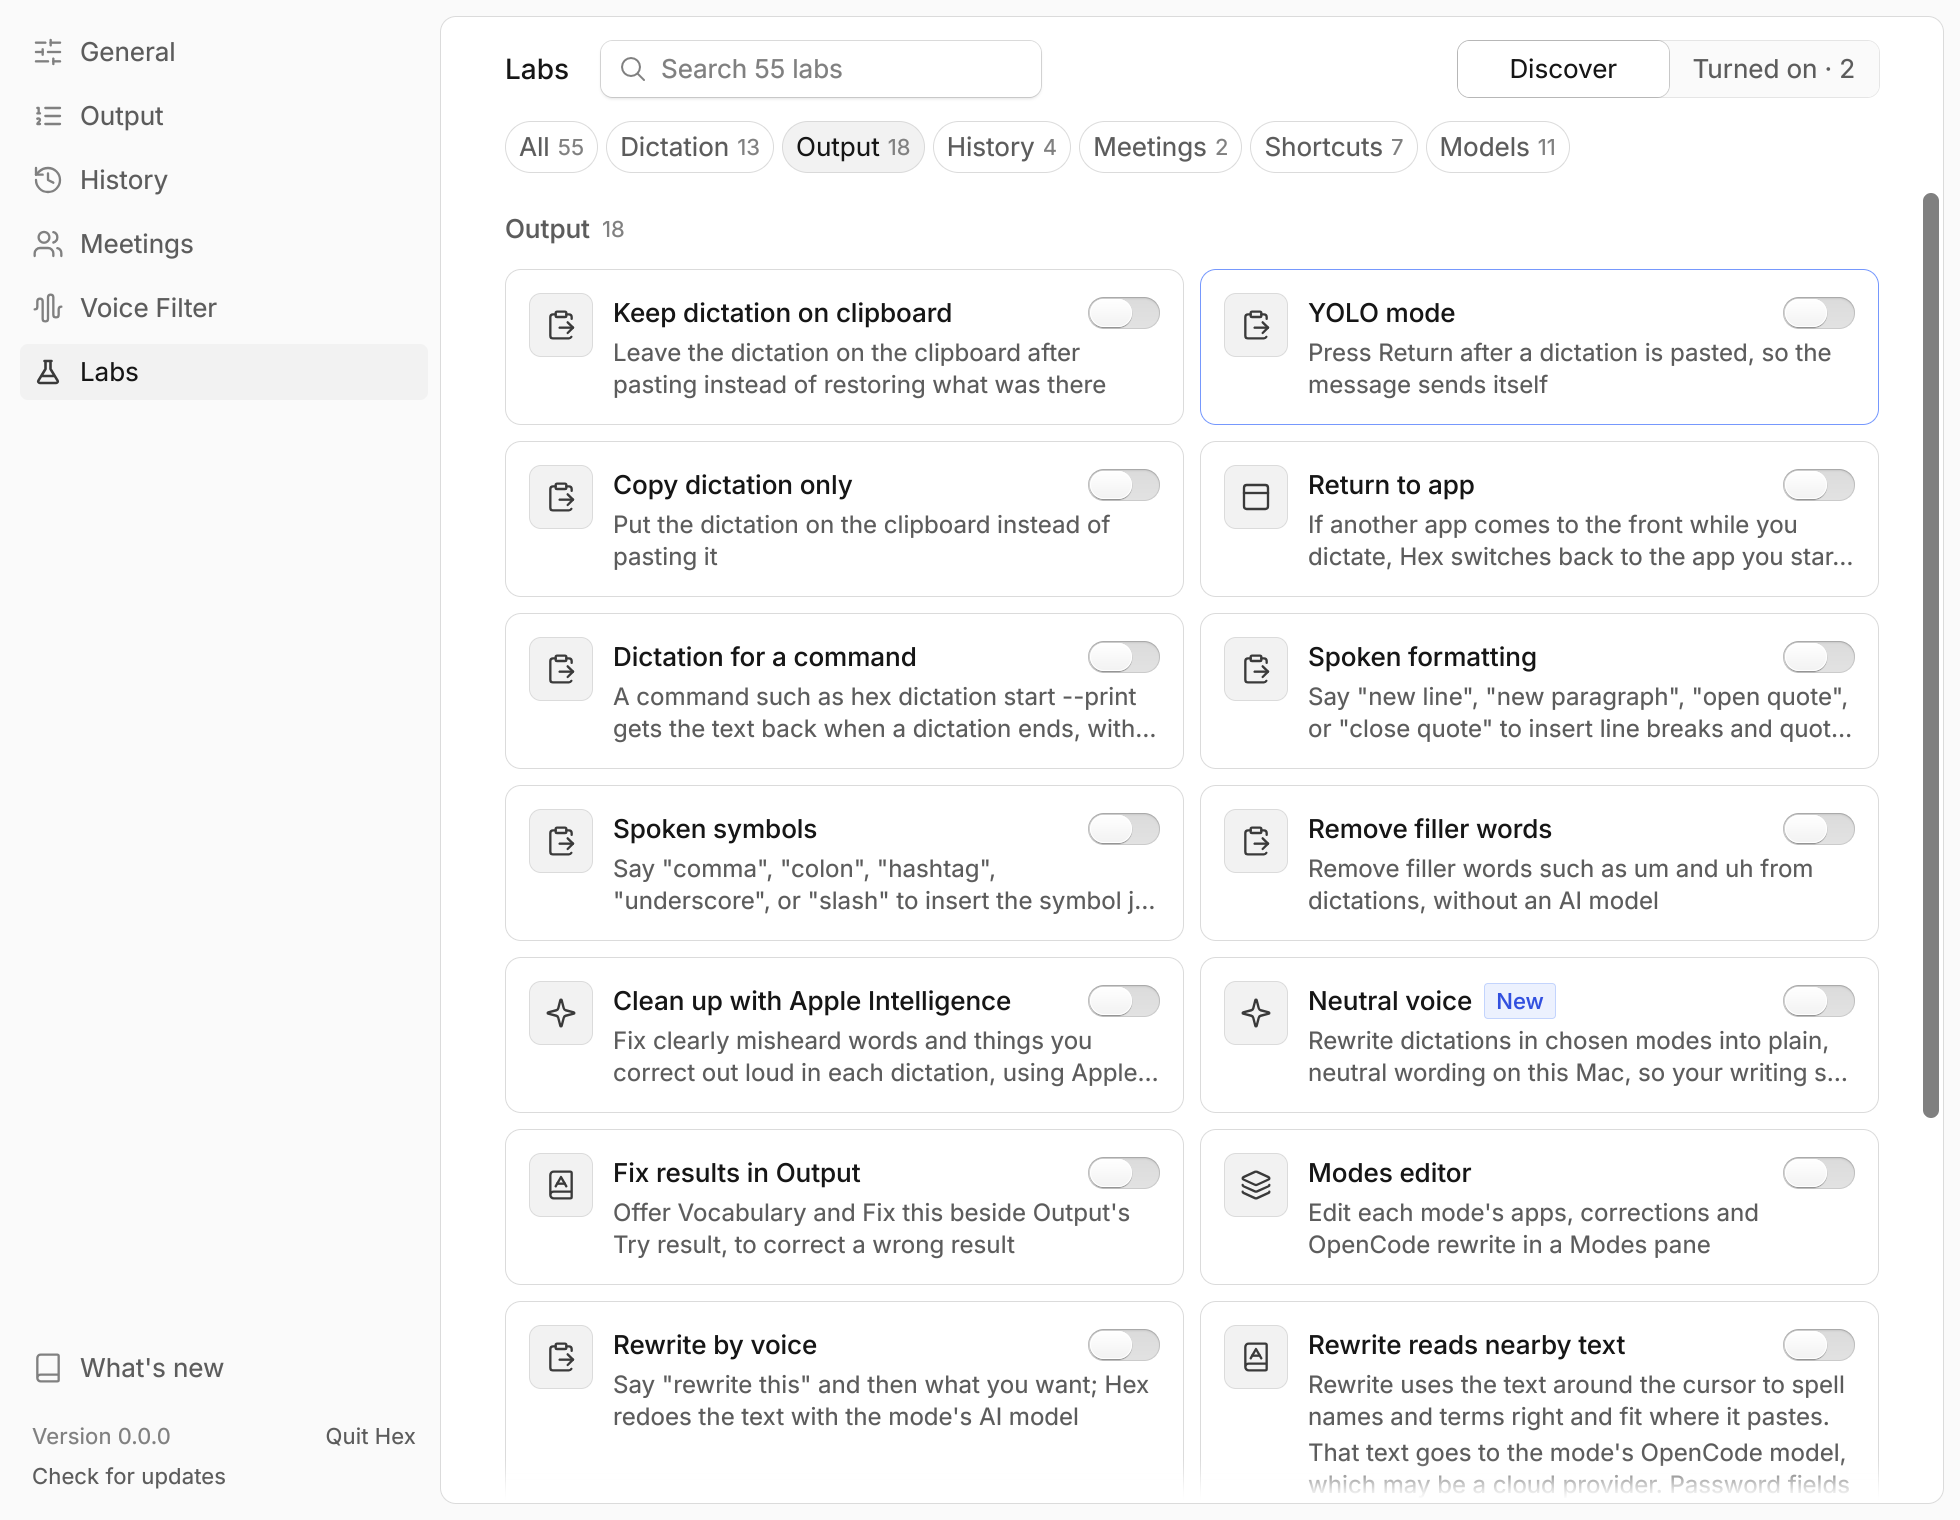 General
Output
History
Meetings
Voice Filter
Labs
What's new
Version 0.0.0
Quit Hex
Check for updates
Labs
Search 55 labs
Discover
Turned on · 2
All 55
Dictation 13
Output 18
History 4
Meetings 2
Shortcuts 7
Models 11
Output 18
Keep dictation on clipboard
Leave the dictation on the clipboard after
pasting instead of restoring what was there
YOLO mode
Press Return after a dictation is pasted, so the
message sends itself
Copy dictation only
Put the dictation on the clipboard instead of
pasting it
Return to app
If another app comes to the front while you
dictate, Hex switches back to the app you star...
Dictation for a command
A command such as hex dictation start --print
gets the text back when a dictation ends, with...
Spoken formatting
Say "new line", "new paragraph", "open quote",
or "close quote" to insert line breaks and quot...
Spoken symbols
Say "comma", "colon", "hashtag",
"underscore", or "slash" to insert the symbol j...
Remove filler words
Remove filler words such as um and uh from
dictations, without an AI model
Clean up with Apple Intelligence
Fix clearly misheard words and things you
correct out loud in each dictation, using Apple...
Neutral voice New
Rewrite dictations in chosen modes into plain,
neutral wording on this Mac, so your writing s...
Fix results in Output
Offer Vocabulary and Fix this beside Output's
Try result, to correct a wrong result
Modes editor
Edit each mode's apps, corrections and
OpenCode rewrite in a Modes pane
Rewrite by voice
Say "rewrite this" and then what you want; Hex
redoes the text with the mode's AI model
Rewrite reads nearby text
Rewrite uses the text around the cursor to spell
names and terms right and fit where it pastes.
That text goes to the mode's OpenCode model,
which may be a cloud provider. Password fields